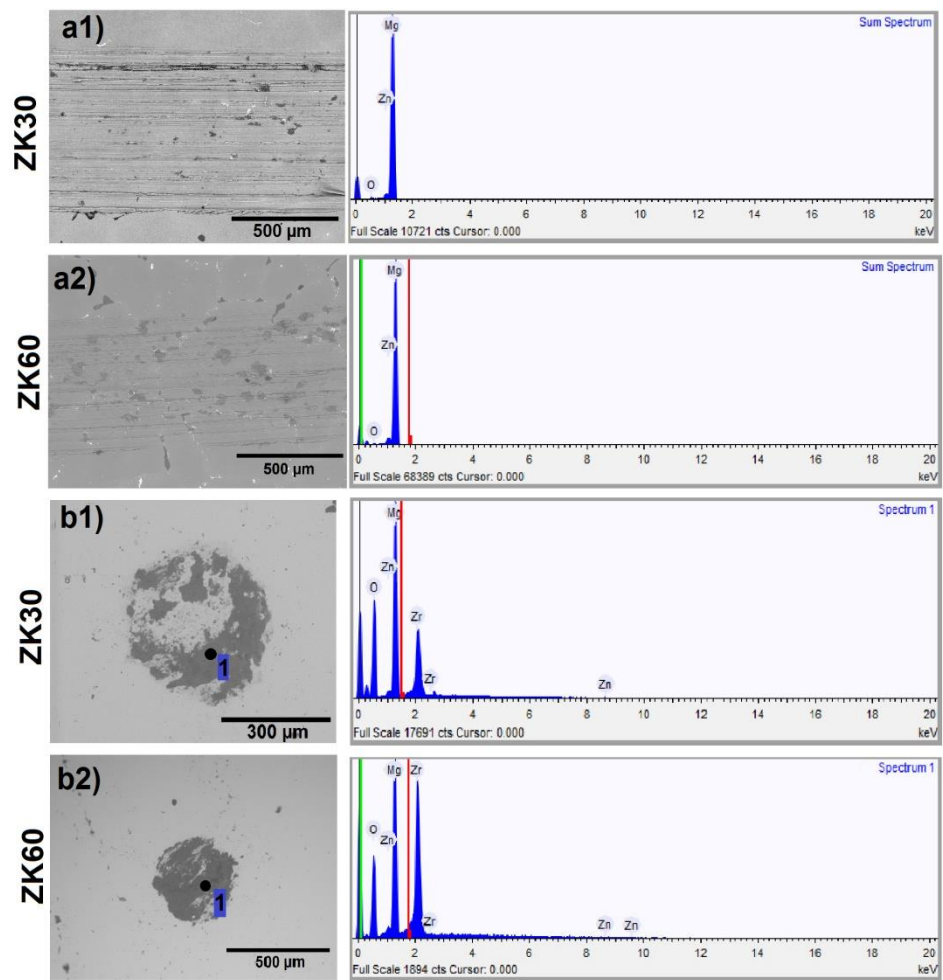 a1)
ZK30
500 µm
Sum Spectrum
Mg
Zn
O
0 2 4 6 8 10 12 14 16 18 20
Full Scale 10721 cts Cursor: 0.000 keV
a2)
ZK60
500 µm
Sum Spectrum
Mg
Zn
O
0 2 4 6 8 10 12 14 16 18 20
Full Scale 68389 cts Cursor: 0.000 keV
b1)
ZK30
1
300 µm
Spectrum 1
Mg
Zn
O
Zr
Zr
Zn
0 2 4 6 8 10 12 14 16 18 20
Full Scale 17691 cts Cursor: 0.000 keV
b2)
ZK60
1
500 µm
Spectrum 1
Mg Zr
O
Zn
Zr
Zn Zn
0 2 4 6 8 10 12 14 16 18 20
Full Scale 1894 cts Cursor: 0.000 keV